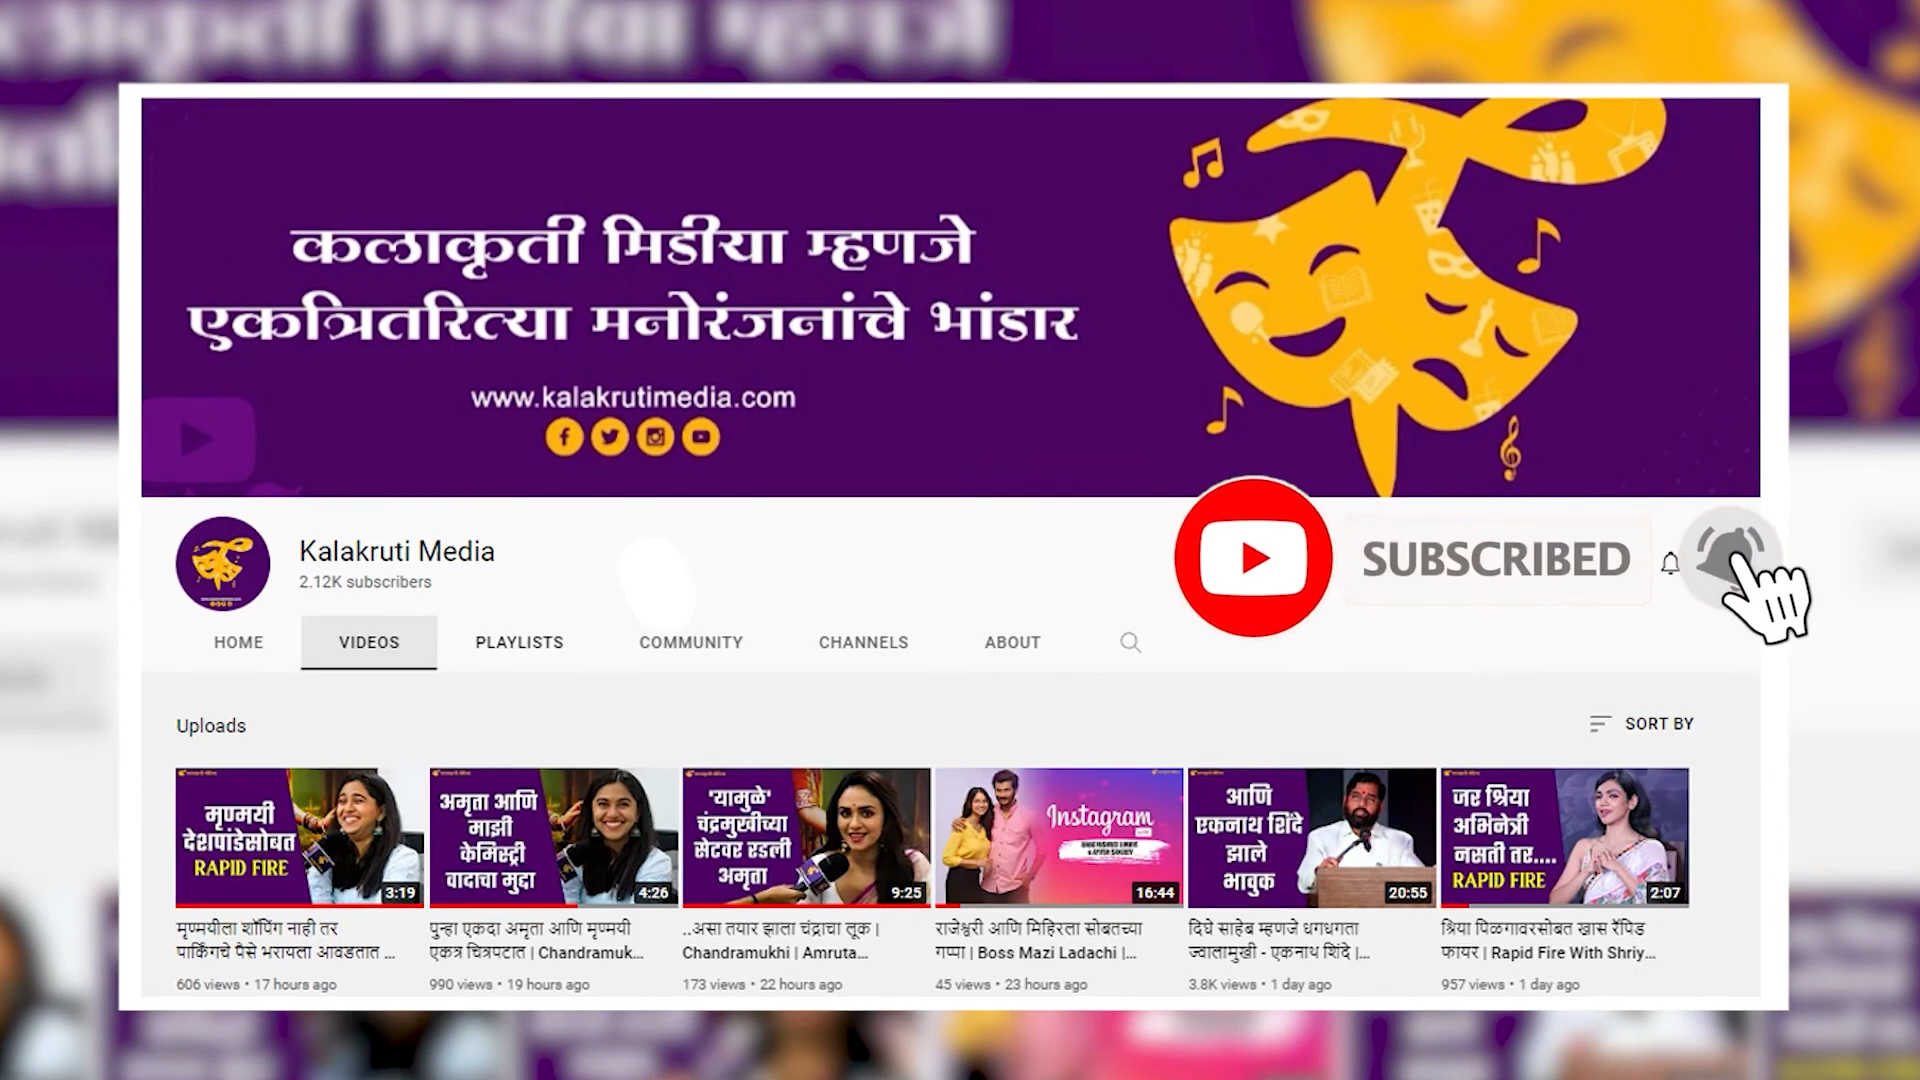 कलाकृती मिडीया म्हणजे
एकत्रितरित्या मनोरंजनांचे भांडार
www.kalakrutimedia.com
Kalakruti Media
2.12K subscribers
SUBSCRIBED
HOME VIDEOS PLAYLISTS COMMUNITY CHANNELS ABOUT
Uploads
SORT BY
मृण्मयी
देशपांडेसोबत
RAPID FIRE
3:19
अमृता आणि
माझी
केमिस्ट्री
वादाचा मुद्दा
4:26
'यामुळे'
चंद्रमुखीच्या
सेटवर रडली
अमृता
9:25
Instagram
16:44
आणि
एकनाथ शिंदे
झाले
भावुक
20:55
जर श्रिया
अभिनेत्री
नसती तर....
RAPID FIRE
2:07
मृण्मयीला शॉपिंग नाही तर
पार्किंगचे पैसे भरायला आवडतात ...
606 views • 17 hours ago
पुन्हा एकदा अमृता आणि मृण्मयी
एकत्र चित्रपटात | Chandramuk...
990 views • 19 hours ago
..असा तयार झाला चंद्राचा लूक |
Chandramukhi | Amruta...
173 views • 22 hours ago
राजेश्वरी आणि मिहिरला सोबतच्या
गप्पा | Boss Mazi Ladachi |...
45 views • 23 hours ago
दिघे साहेब म्हणजे धगधगता
ज्वालामुखी - एकनाथ शिंदे |...
3.8K views • 1 day ago
श्रिया पिळगावरसोबत खास रॅपिड
फायर | Rapid Fire With Shriy...
957 views • 1 day ago